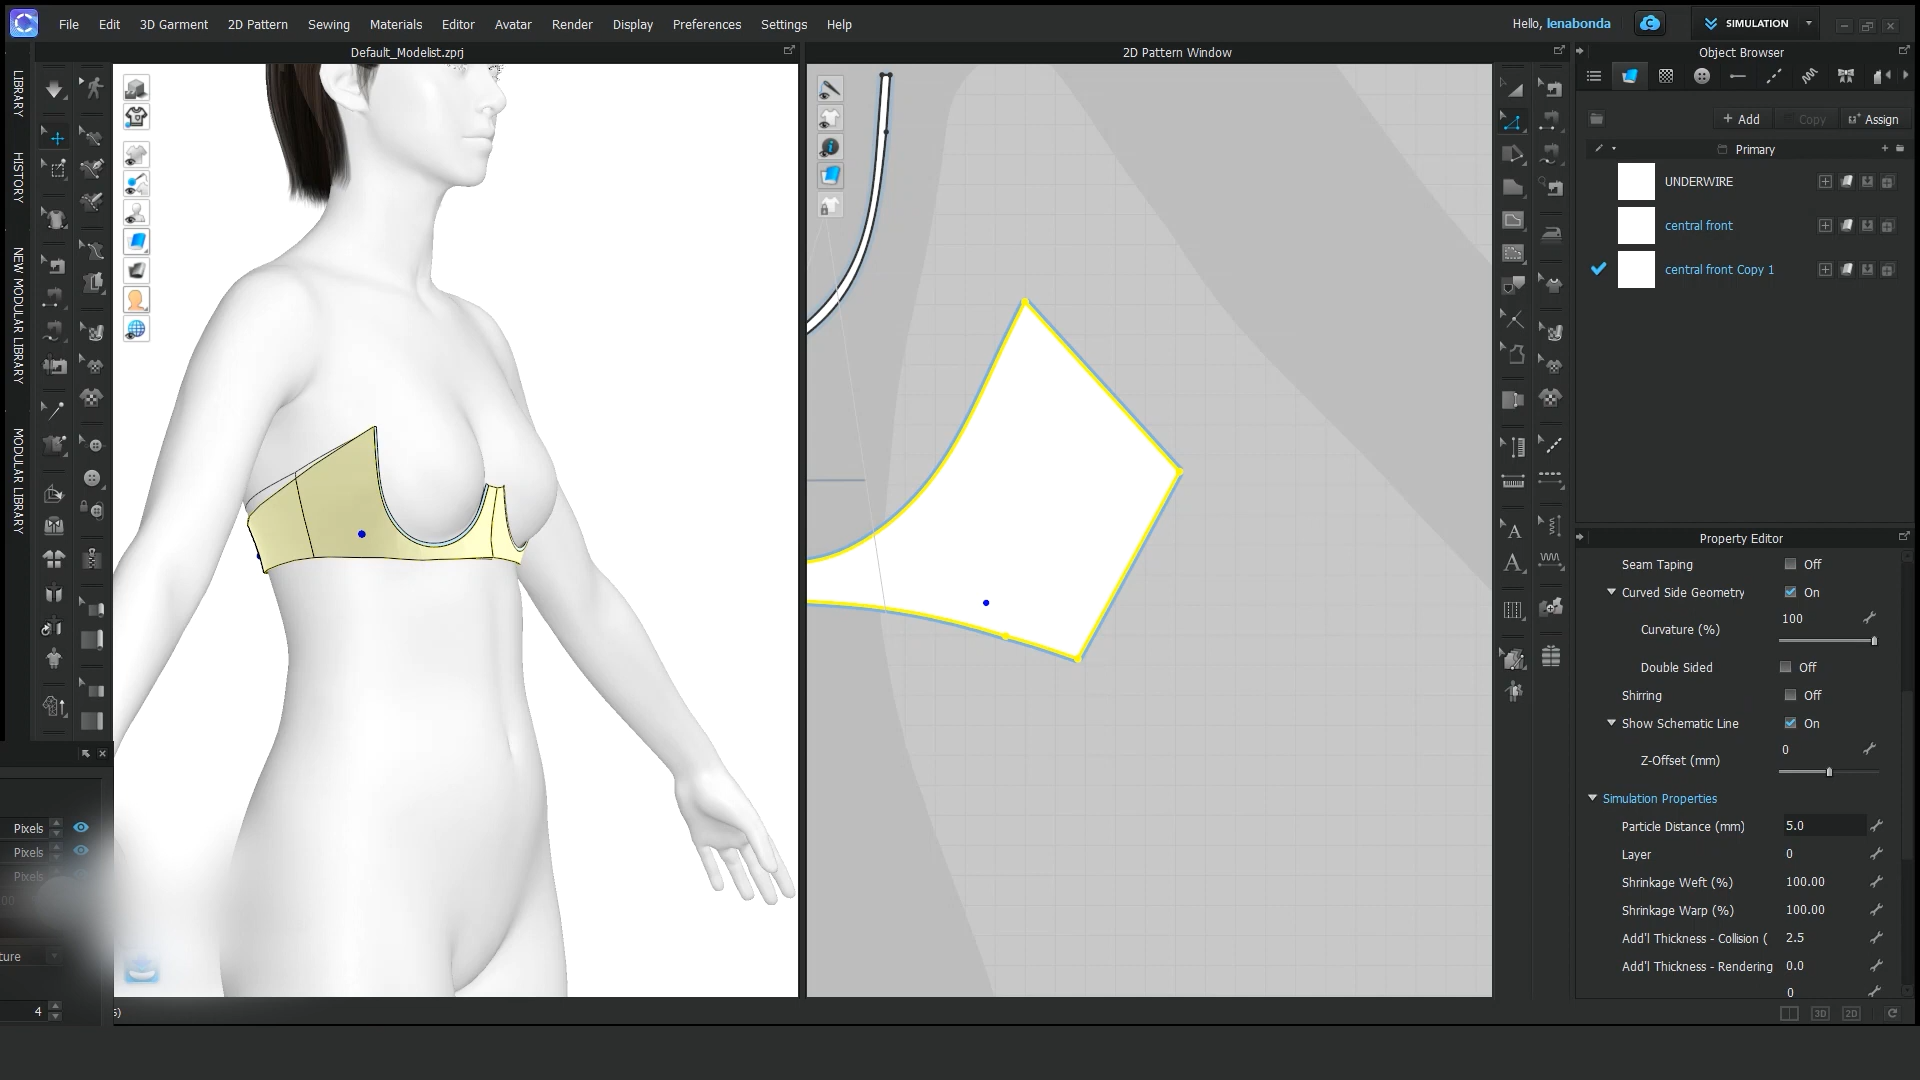 File Edit 3D Garment 2D Pattern Sewing Materials Editor Avatar Render Display Preferences Settings Help
Hello, lenabonda
SIMULATION
Default_Modelist.zprj
2D Pattern Window
Object Browser
LIBRARY
HISTORY
NEW MODULAR LIBRARY
MODULAR LIBRARY
+ Add
Copy
Assign
Primary
UNDERWIRE
central front
central front Copy 1
Property Editor
Seam Taping Off
Curved Side Geometry On
Curvature (%) 100
Double Sided Off
Shirring Off
Show Schematic Line On
Z-Offset (mm) 0
Simulation Properties
Particle Distance (mm) 5.0
Layer 0
Shrinkage Weft (%) 100.00
Shrinkage Warp (%) 100.00
Add'l Thickness - Collision ( 2.5
Add'l Thickness - Rendering 0.0
0
Pixels
Pixels
Pixels
00
ture
4
5)
3D
2D